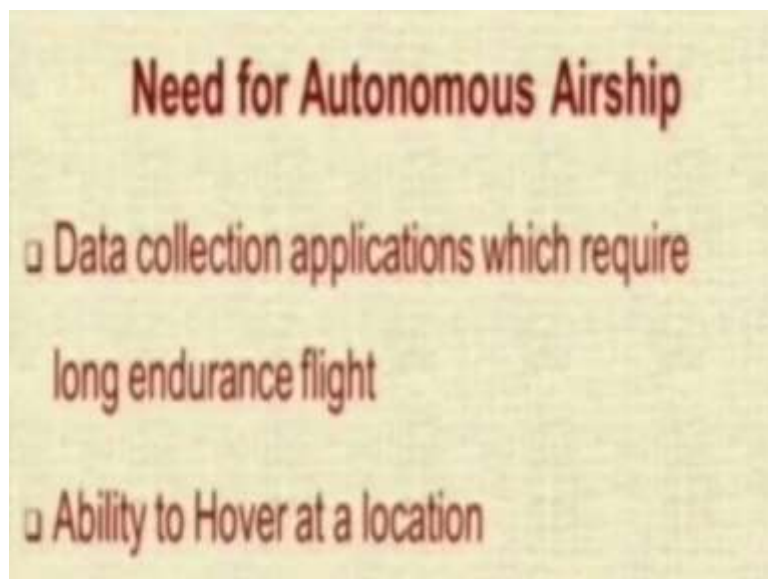 Need for Autonomous Airship
Data collection applications which require
long endurance flight
Ability to Hover at a location